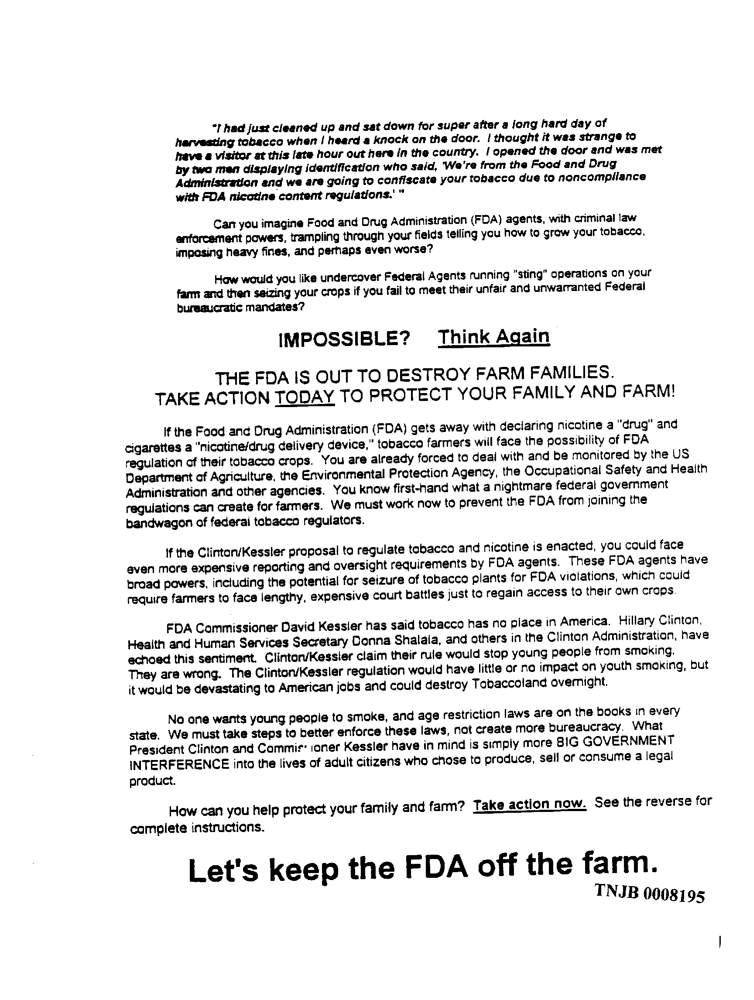 "I had just cleaned up and sat down for super after a long hard day of
harvesting tobacco when I heard a knock on the door. I thought it was strange to
have a visitor at this late hour out here in the country. I opened the door and was met
by two men displaying identification who said, 'We're from the Food and Drug
Administration and we are going to confiscate your tobacco due to noncompliance
with FDA nicotine content regulations.' "
Can you imagine Food and Drug Administration (FDA) agents, with criminal law
enforcement powers, trampling through your fields telling you how to grow your tobacco,
imposing heavy fines, and perhaps even worse?
How would you like undercover Federal Agents running "sting" operations on your
farm and then seizing your crops if you fail to meet their unfair and unwarranted Federal
bureaucratic mandates?
IMPOSSIBLE? Think Again
THE FDA IS OUT TO DESTROY FARM FAMILIES.
TAKE ACTION TODAY TO PROTECT YOUR FAMILY AND FARM!
If the Food and Drug Administration (FDA) gets away with declaring nicotine a "drug" and
cigarettes a "nicotine/drug delivery device," tobacco farmers will face the possibility of FDA
regulation of their tobacco crops. You are already forced to deal with and be monitored by the US
Department of Agriculture, the Environmental Protection Agency, the Occupational Safety and Health
Administration and other agencies. You know first-hand what a nightmare federal government
regulations can create for farmers. We must work now to prevent the FDA from joining the
bandwagon of federal tobacco regulators.
If the Clinton/Kessler proposal to regulate tobacco and nicotine is enacted, you could face
even more expensive reporting and oversight requirements by FDA agents. These FDA agents have
broad powers, including the potential for seizure of tobacco plants for FDA violations, which could
require farmers to face lengthy, expensive court battles just to regain access to their own crops.
FDA Commissioner David Kessler has said tobacco has no place in America. Hillary Clinton,
Health and Human Services Secretary Donna Shalala, and others in the Clinton Administration, have
echoed this sentiment. Clinton/Kessler claim their rule would stop young people from smoking.
They are wrong. The Clinton/Kessler regulation would have little or no impact on youth smoking, but
it would be devastating to American jobs and could destroy Tobaccoland overnight.
No one wants young people to smoke, and age restriction laws are on the books in every
state. We must take steps to better enforce these laws, not create more bureaucracy. What
President Clinton and Commissioner Kessler have in mind is simply more BIG GOVERNMENT
INTERFERENCE into the lives of adult citizens who chose to produce, sell or consume a legal
product.
How can you help protect your family and farm? Take action now. See the reverse for
complete instructions.
Let's keep the FDA off the farm.
TNJB 0008195